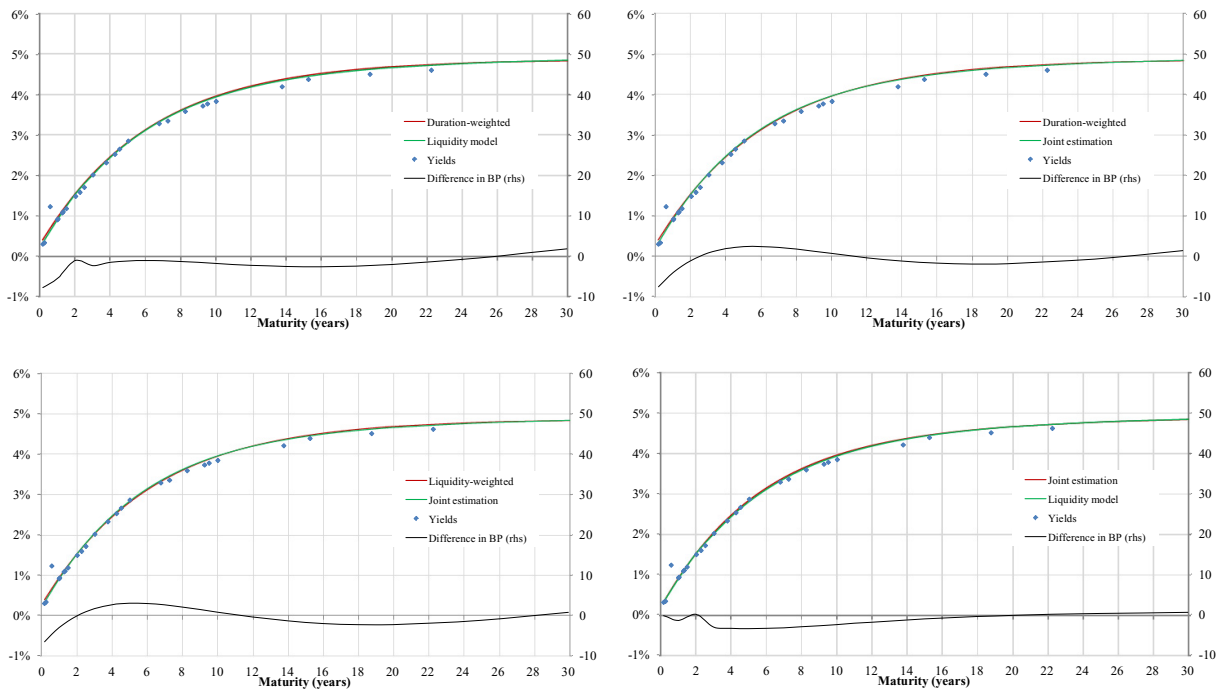 6% 60
5% 50
4% 40
3% 30
2% 20
1% 10
0% 0
-1% -10
0 2 4 6 8 10 12 14 16 18 20 22 24 26 28 30
Maturity (years)
Duration-weighted
Liquidity model
Yields
Difference in BP (rhs)
6% 60
5% 50
4% 40
3% 30
2% 20
1% 10
0% 0
-1% -10
0 2 4 6 8 10 12 14 16 18 20 22 24 26 28 30
Maturity (years)
Duration-weighted
Joint estimation
Yields
Difference in BP (rhs)
6% 60
5% 50
4% 40
3% 30
2% 20
1% 10
0% 0
-1% -10
0 2 4 6 8 10 12 14 16 18 20 22 24 26 28 30
Maturity (years)
Liquidity-weighted
Joint estimation
Yields
Difference in BP (rhs)
6% 60
5% 50
4% 40
3% 30
2% 20
1% 10
0% 0
-1% -10
0 2 4 6 8 10 12 14 16 18 20 22 24 26 28 30
Maturity (years)
Joint estimation
Liquidity model
Yields
Difference in BP (rhs)